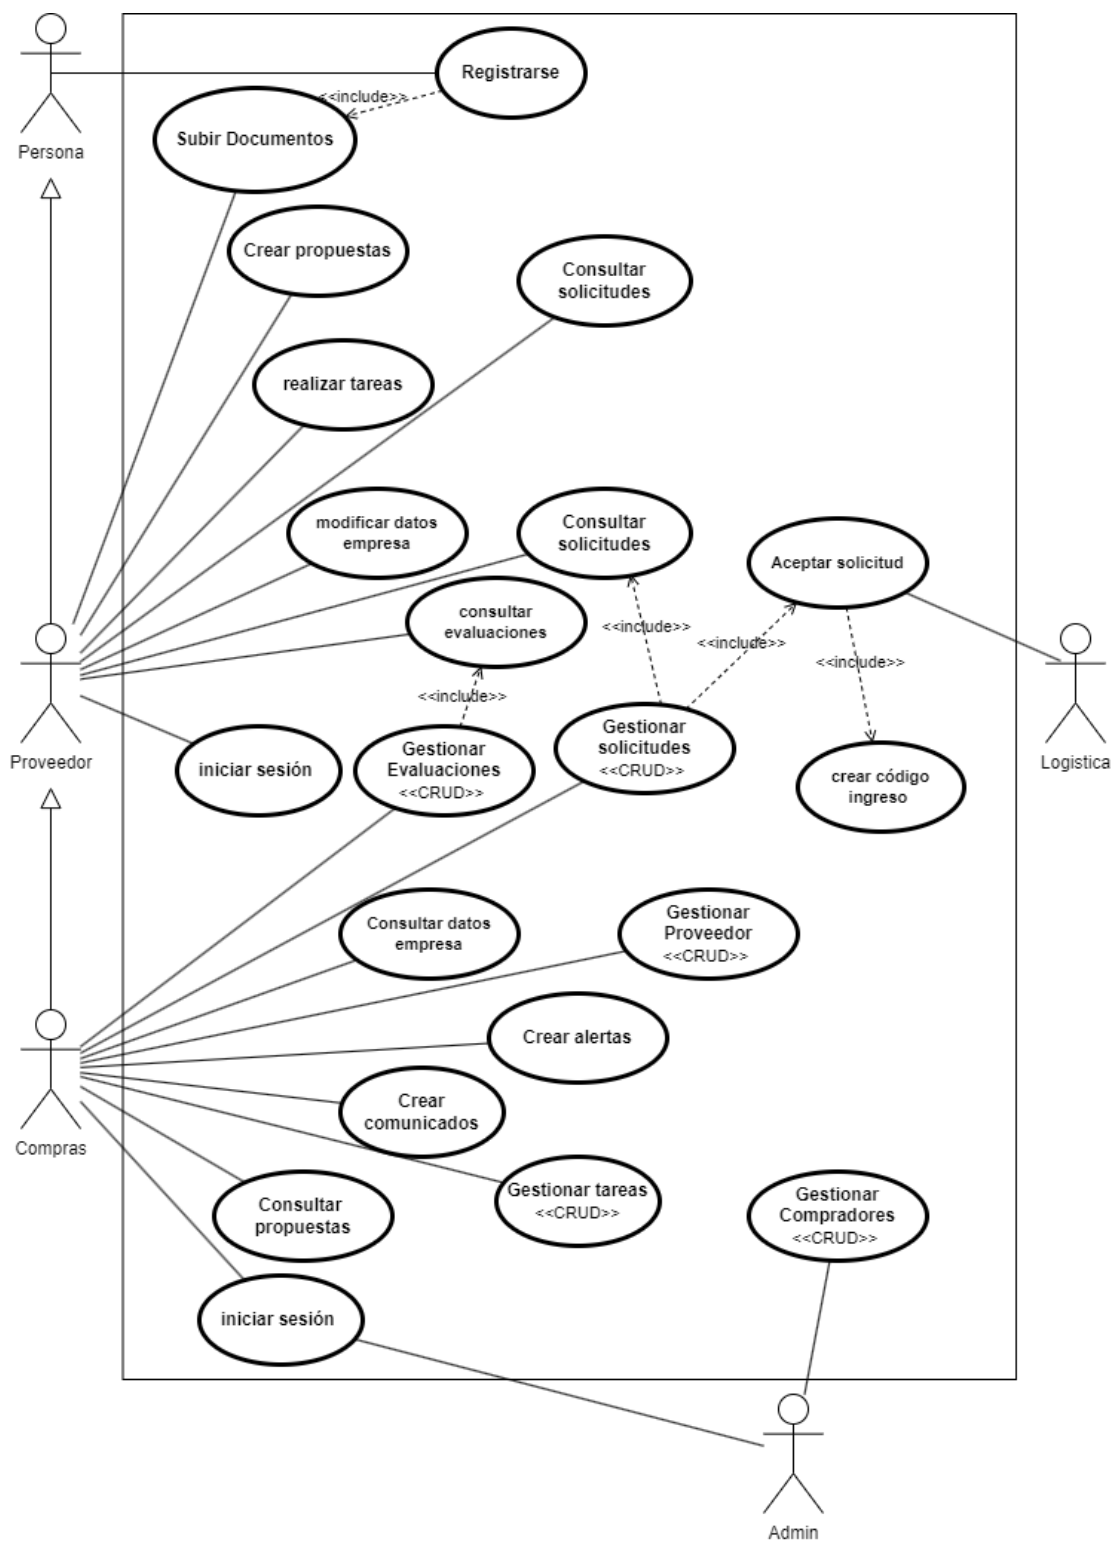 Registrarse
<<include>>
Subir Documentos
Persona
Crear propuestas
Consultar
solicitudes
realizar tareas
modificar datos
empresa
Consultar
solicitudes
Aceptar solicitud
consultar
evaluaciones
<<include>>
<<include>>
<<include>>
<<include>>
Proveedor
iniciar sesión
Gestionar
Evaluaciones
<<CRUD>>
Gestionar
solicitudes
<<CRUD>>
crear código
ingreso
Logistica
Consultar datos
empresa
Gestionar
Proveedor
<<CRUD>>
Crear alertas
Crear
comunicados
Compras
Consultar
propuestas
Gestionar tareas
<<CRUD>>
Gestionar
Compradores
<<CRUD>>
iniciar sesión
Admin